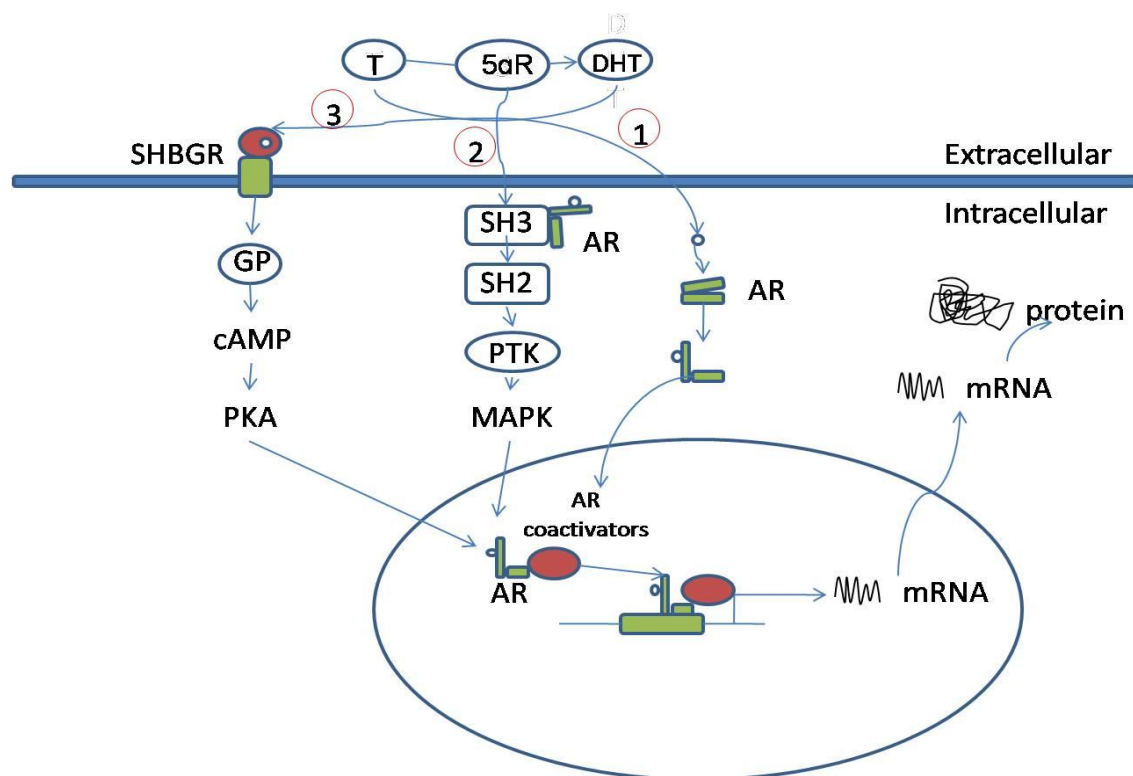 D
T
5αR
DHT
T
3
2
1
SHBGR
Extracellular
Intracellular
SH3
AR
GP
SH2
AR
protein
cAMP
PTK
mRNA
PKA
MAPK
AR
coactivators
AR
mRNA